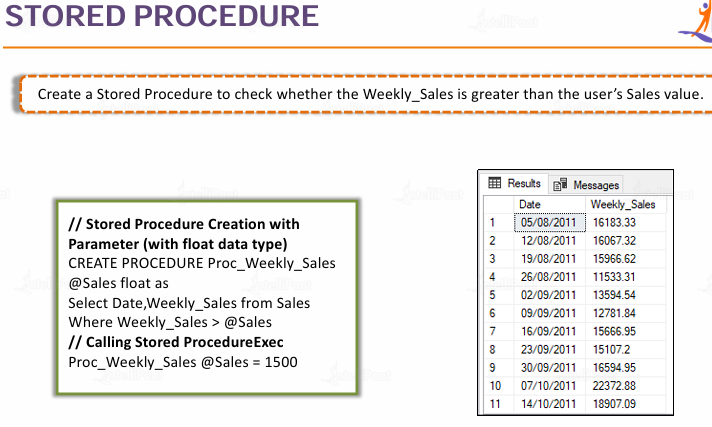 STORED PROCEDURE
Create a Stored Procedure to check whether the Weekly_Sales is greater than the user’s Sales value.
// Stored Procedure Creation with
Parameter (with float data type)
CREATE PROCEDURE Proc_Weekly_Sales
@Sales float as
Select Date,Weekly_Sales from Sales
Where Weekly_Sales > @Sales
// Calling Stored ProcedureExec
Proc_Weekly_Sales @Sales = 1500
Results Messages
Date Weekly_Sales
1 05/08/2011 16183.33
2 12/08/2011 16067.32
3 19/08/2011 15966.62
4 26/08/2011 11533.31
5 02/09/2011 13594.54
6 09/09/2011 12781.84
7 16/09/2011 15666.95
8 23/09/2011 15107.2
9 30/09/2011 16594.95
10 07/10/2011 22372.88
11 14/10/2011 18907.09